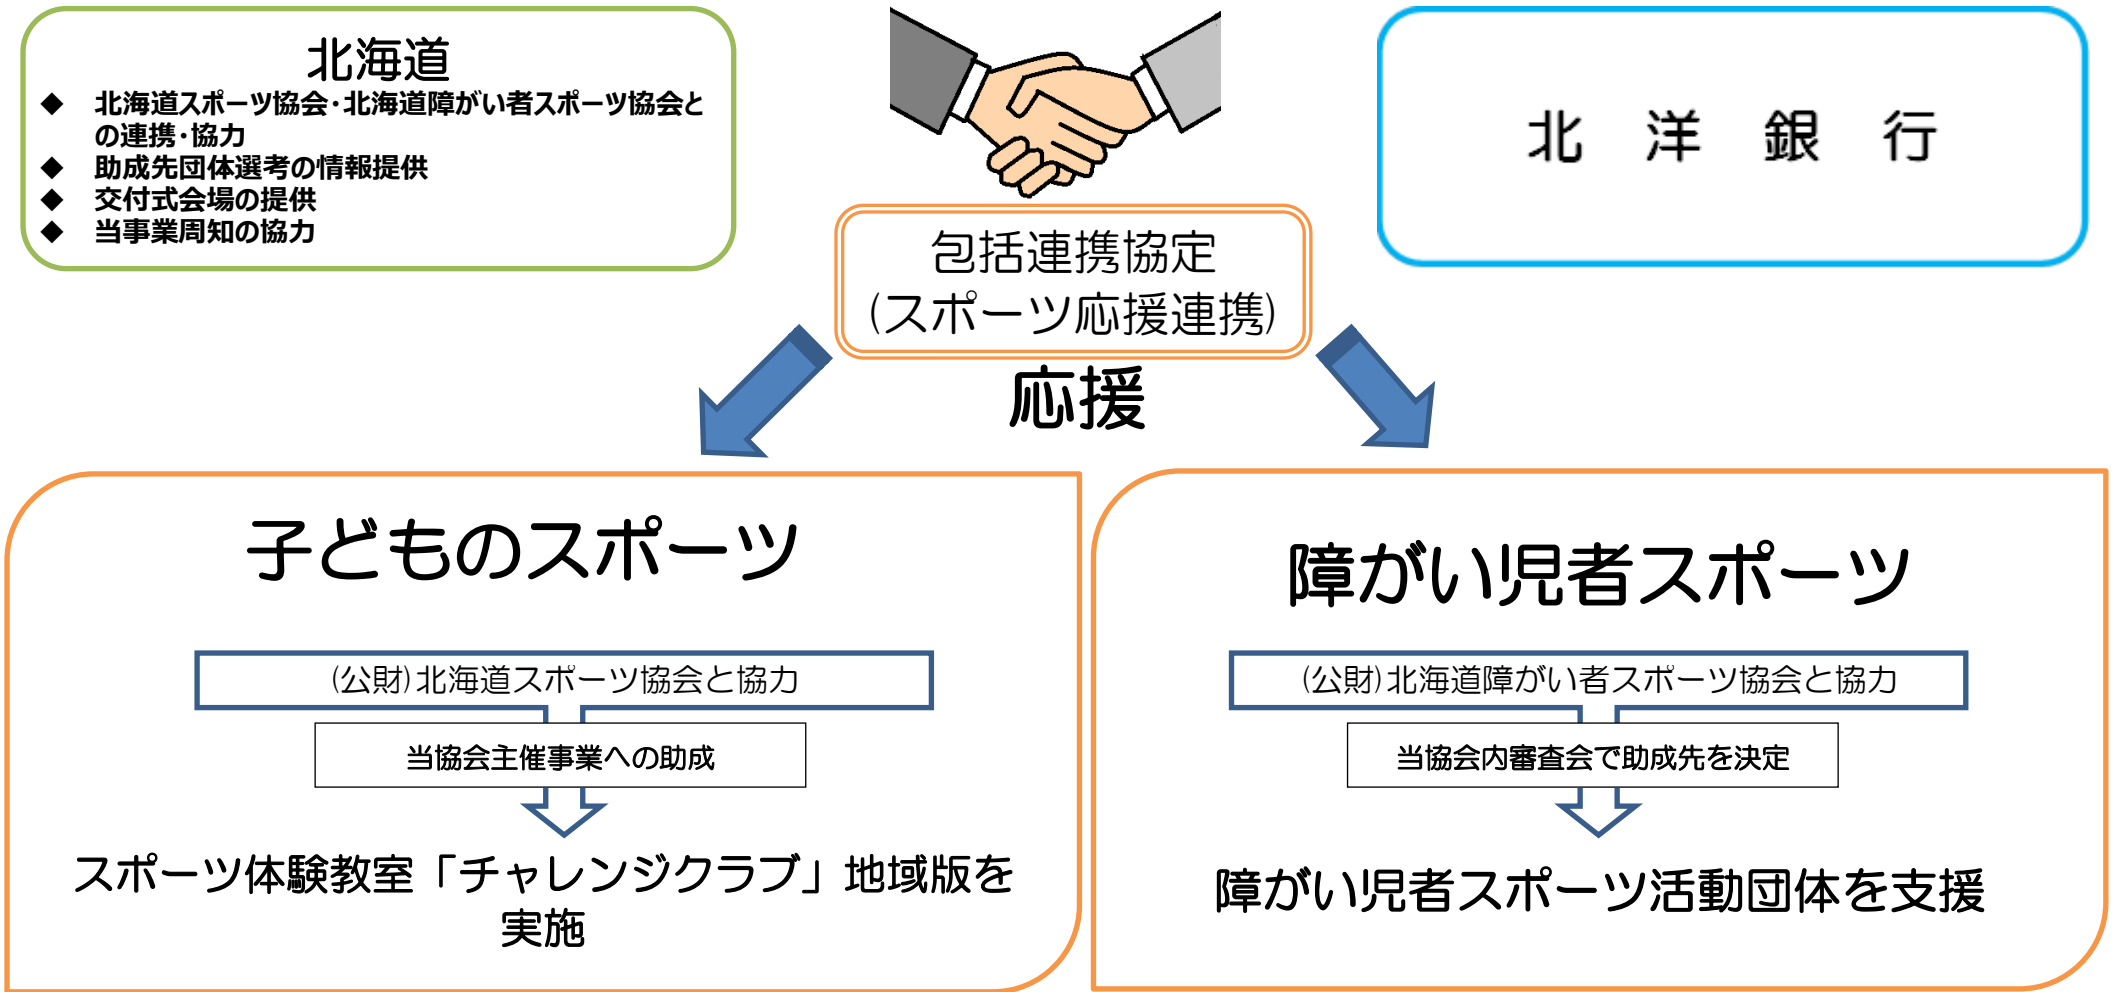 北海道
◆ 北海道スポーツ協会・北海道障がい者スポーツ協会と
の連携・協力
◆ 助成先団体選考の情報提供
◆ 交付式会場の提供
◆ 当事業周知の協力
北洋銀行
包括連携協定
(スポーツ応援連携)
応援
子どものスポーツ
(公財)北海道スポーツ協会と協力
当協会主催事業への助成
スポーツ体験教室「チャレンジクラブ」地域版を
実施
障がい児者スポーツ
(公財)北海道障がい者スポーツ協会と協力
当協会内審査会で助成先を決定
障がい児者スポーツ活動団体を支援